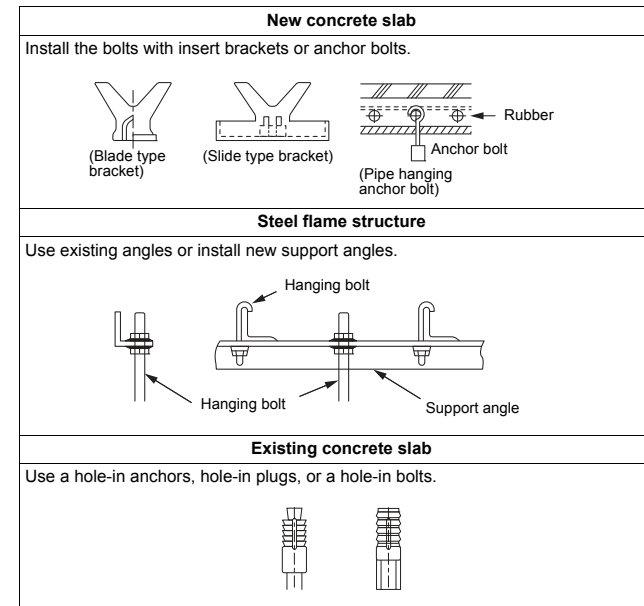 New concrete slab
Install the bolts with insert brackets or anchor bolts.
(Blade type
bracket)
(Slide type bracket)
Rubber
Anchor bolt
(Pipe hanging
anchor bolt)
Steel flame structure
Use existing angles or install new support angles.
Hanging bolt
Hanging bolt
Support angle
Existing concrete slab
Use a hole-in anchors, hole-in plugs, or a hole-in bolts.